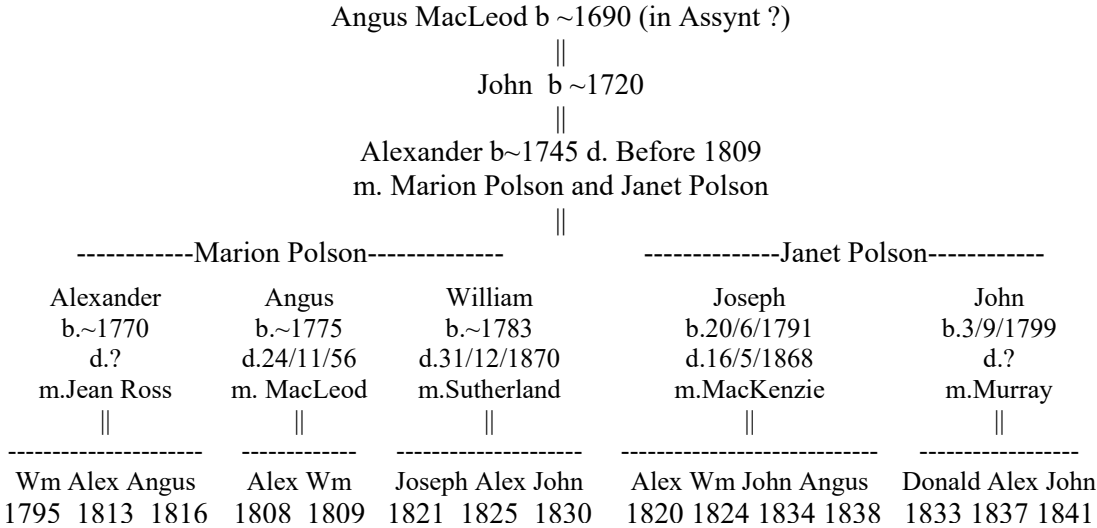 Angus MacLeod b ~1690 (in Assynt ?)
||
John b ~1720
||
Alexander b~1745 d. Before 1809
m. Marion Polson and Janet Polson
||
------------Marion Polson-------------- --------------Janet Polson------------
Alexander Angus William Joseph John
b.~1770 b.~1775 b.~1783 b.20/6/1791 b.3/9/1799
d.? d.24/11/56 d.31/12/1870 d.16/5/1868 d.?
m.Jean Ross m. MacLeod m.Sutherland m.MacKenzie m.Murray
|| || || || ||
---------------------- ------------- --------------------- ----------------------------- ------------------
Wm Alex Angus Alex Wm Joseph Alex John Alex Wm John Angus Donald Alex John
1795 1813 1816 1808 1809 1821 1825 1830 1820 1824 1834 1838 1833 1837 1841